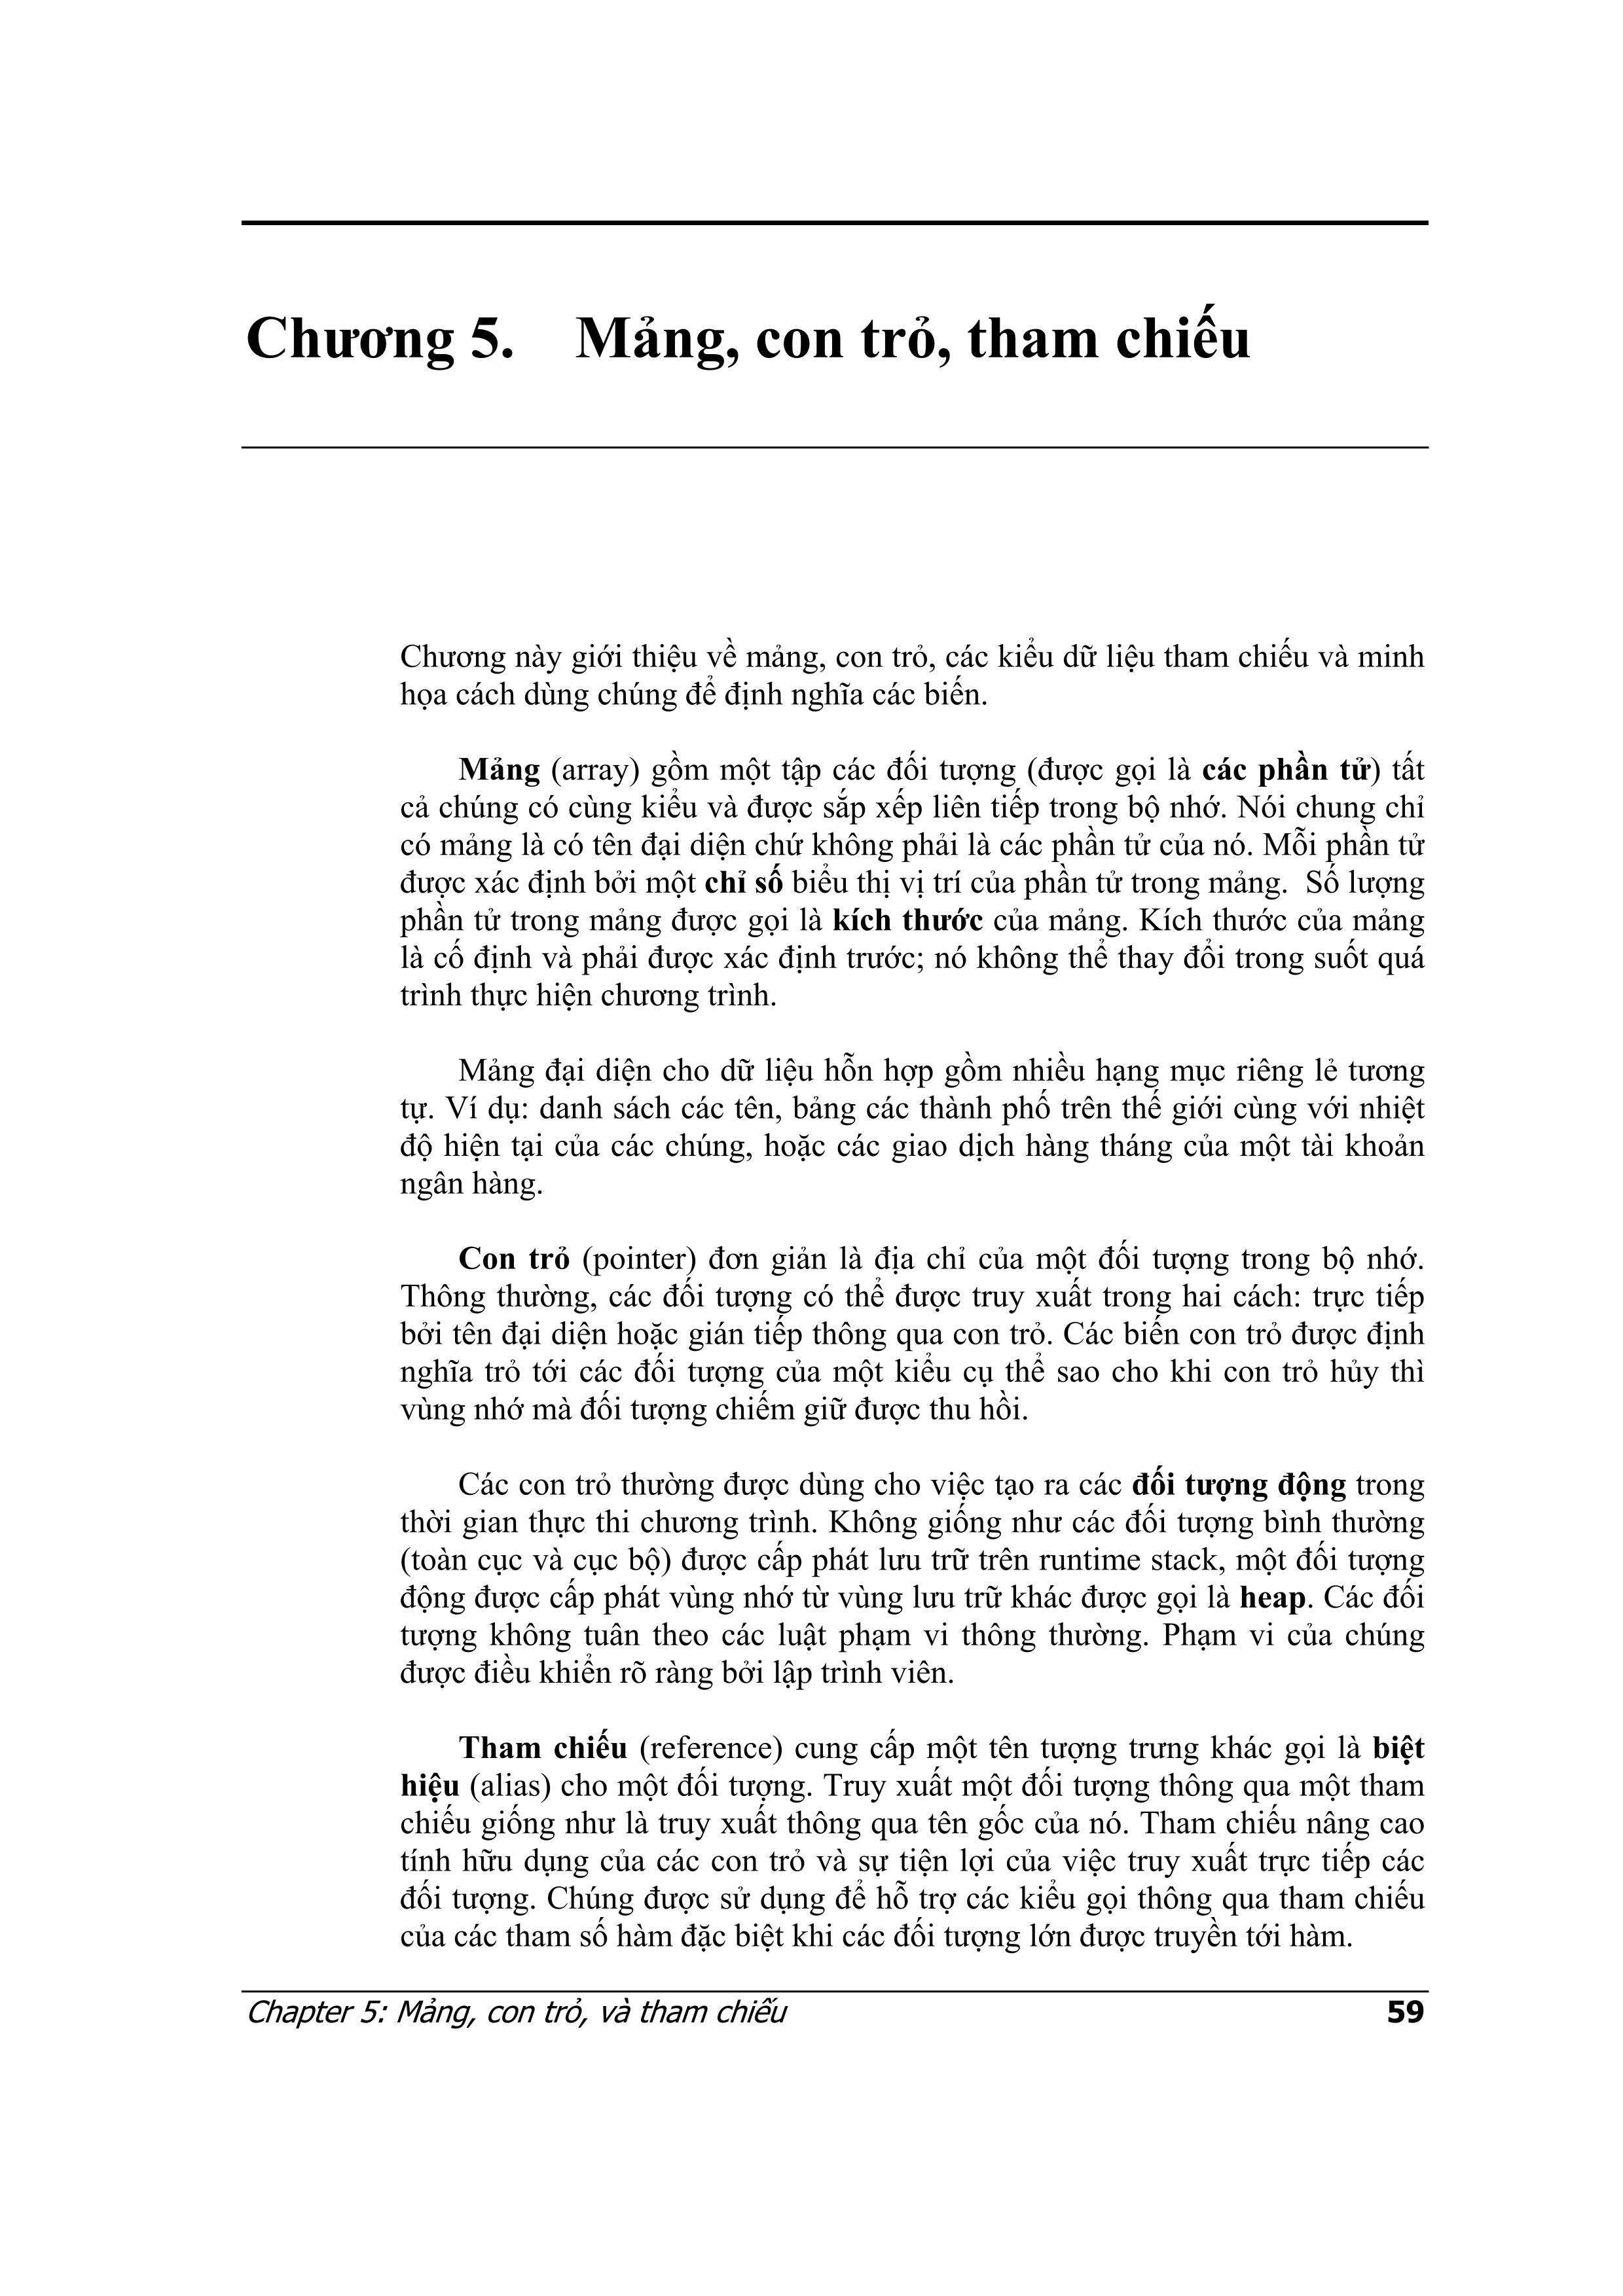 Chương 5. Mảng, con trỏ, tham chiếu
Chương này giới thiệu về mảng, con trỏ, các kiểu dữ liệu tham chiếu và minh
họa cách dùng chúng để định nghĩa các biến.
Mảng (array) gồm một tập các đối tượng (được gọi là các phần tử) tất
cả chúng có cùng kiểu và được sắp xếp liên tiếp trong bộ nhớ. Nói chung chỉ
có mảng là có tên đại diện chứ không phải là các phần tử của nó. Mỗi phần tử
được xác định bởi một chỉ số biểu thị vị trí của phần tử trong mảng. Số lượng
phần tử trong mảng được gọi là kích thước của mảng. Kích thước của mảng
là cố định và phải được xác định trước; nó không thể thay đổi trong suốt quá
trình thực hiện chương trình.
Mảng đại diện cho dữ liệu hỗn hợp gồm nhiều hạng mục riêng lẻ tương
tự. Ví dụ: danh sách các tên, bảng các thành phố trên thế giới cùng với nhiệt
độ hiện tại của các chúng, hoặc các giao dịch hàng tháng của một tài khoản
ngân hàng.
Con trỏ (pointer) đơn giản là địa chỉ của một đối tượng trong bộ nhớ.
Thông thường, các đối tượng có thể được truy xuất trong hai cách: trực tiếp
bởi tên đại diện hoặc gián tiếp thông qua con trỏ. Các biến con trỏ được định
nghĩa trỏ tới các đối tượng của một kiểu cụ thể sao cho khi con trỏ hủy thì
vùng nhớ mà đối tượng chiếm giữ được thu hồi.
Các con trỏ thường được dùng cho việc tạo ra các đối tượng động trong
thời gian thực thi chương trình. Không giống như các đối tượng bình thường
(toàn cục và cục bộ) được cấp phát lưu trữ trên runtime stack, một đối tượng
động được cấp phát vùng nhớ từ vùng lưu trữ khác được gọi là heap. Các đối
tượng không tuân theo các luật phạm vi thông thường. Phạm vi của chúng
được điều khiển rõ ràng bởi lập trình viên.
Tham chiếu (reference) cung cấp một tên tượng trưng khác gọi là biệt
hiệu (alias) cho một đối tượng. Truy xuất một đối tượng thông qua một tham
chiếu giống như là truy xuất thông qua tên gốc của nó. Tham chiếu nâng cao
tính hữu dụng của các con trỏ và sự tiện lợi của việc truy xuất trực tiếp các
đối tượng. Chúng được sử dụng để hỗ trợ các kiểu gọi thông qua tham chiếu
của các tham số hàm đặc biệt khi các đối tượng lớn được truyền tới hàm.
Chapter 5: Mảng, con trỏ, và tham chiếu 59